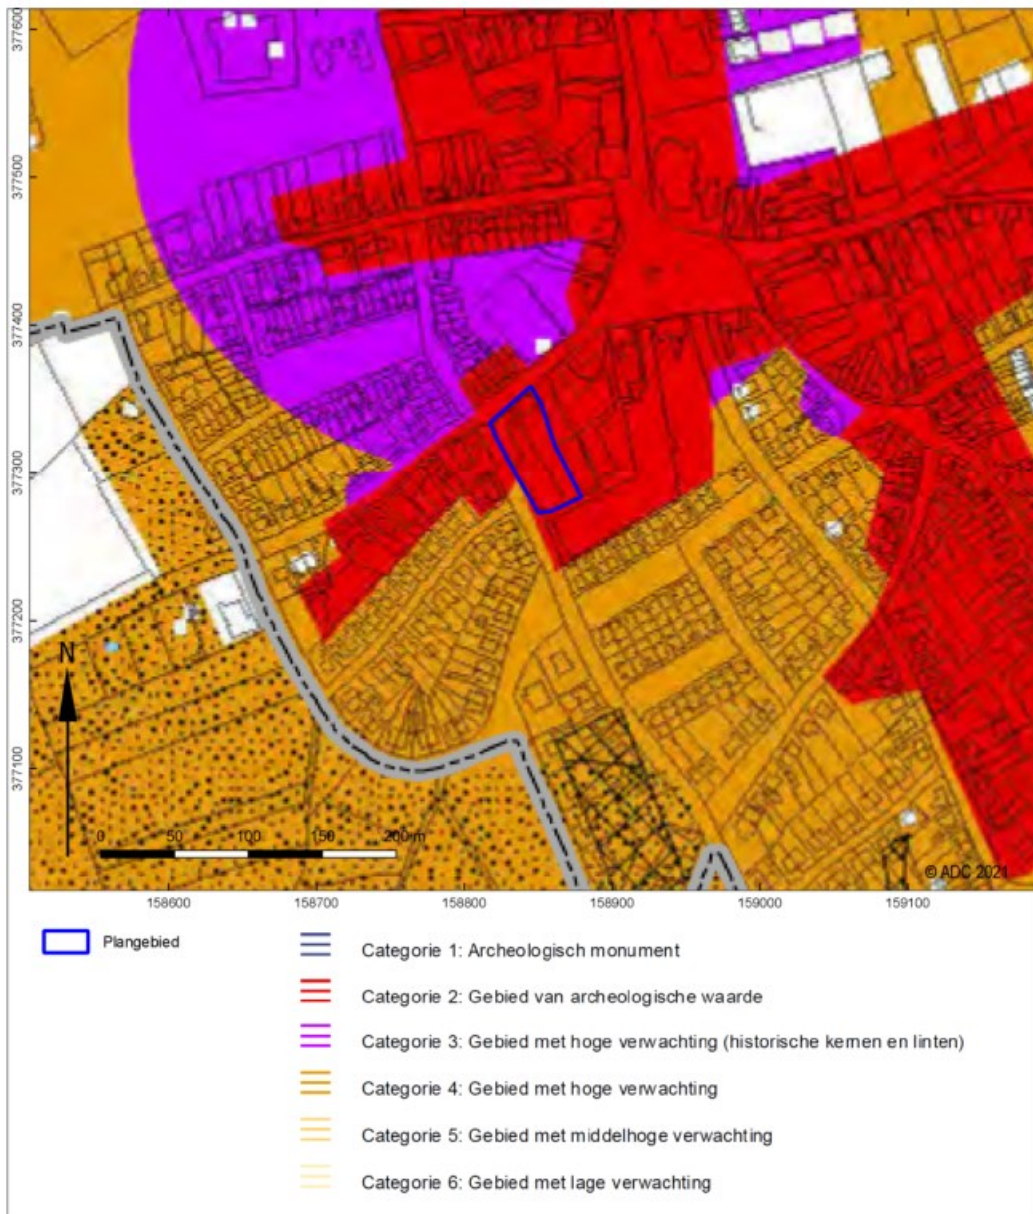 377600
377500
377400
377300
377200
377100
N
0 50 100 150 200 m
© ADC 2021
158600 158700 158800 158900 159000 159100
Plangebied
Categorie 1: Archeologisch monument
Categorie 2: Gebied van archeologische waarde
Categorie 3: Gebied met hoge verwachting (historische kernen en linten)
Categorie 4: Gebied met hoge verwachting
Categorie 5: Gebied met middelhoge verwachting
Categorie 6: Gebied met lage verwachting